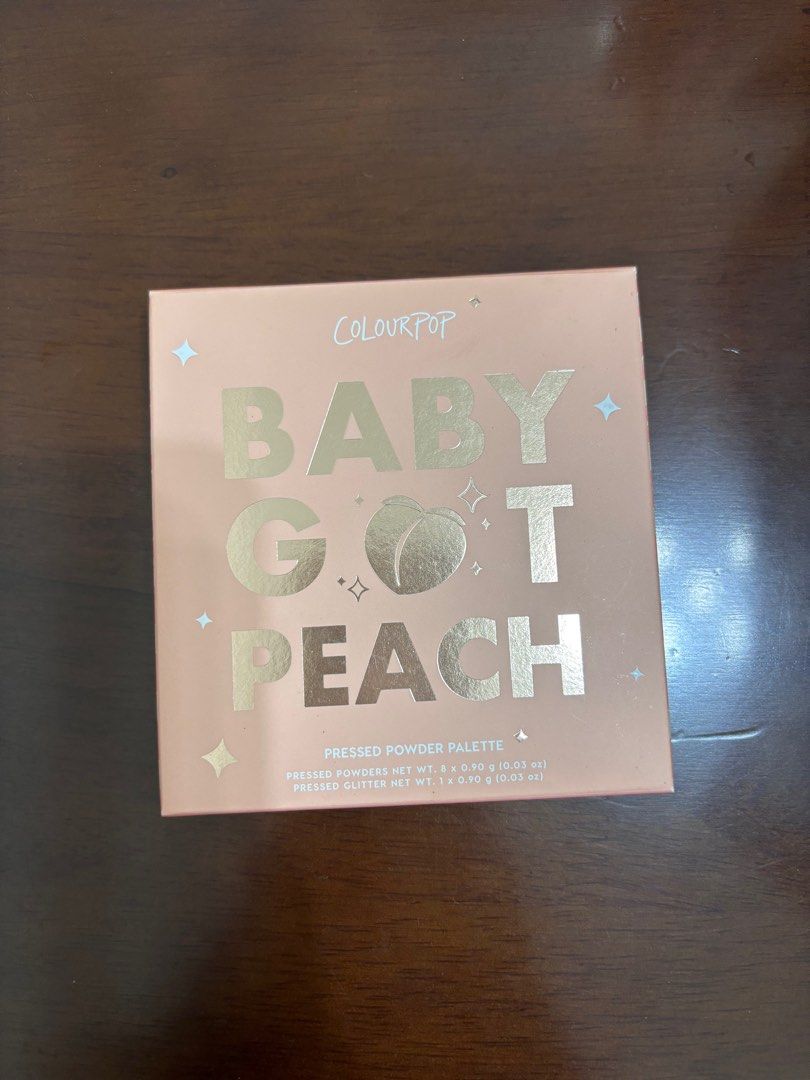 COLOURPOP
BABY
GOT
PEACH
PRESSED POWDER PALETTE
PRESSED POWDERS NET WT. 8 x 0.90 g (0.03 oz)
PRESSED GLITTER NET WT. 1 x 0.90 g (0.03 oz)